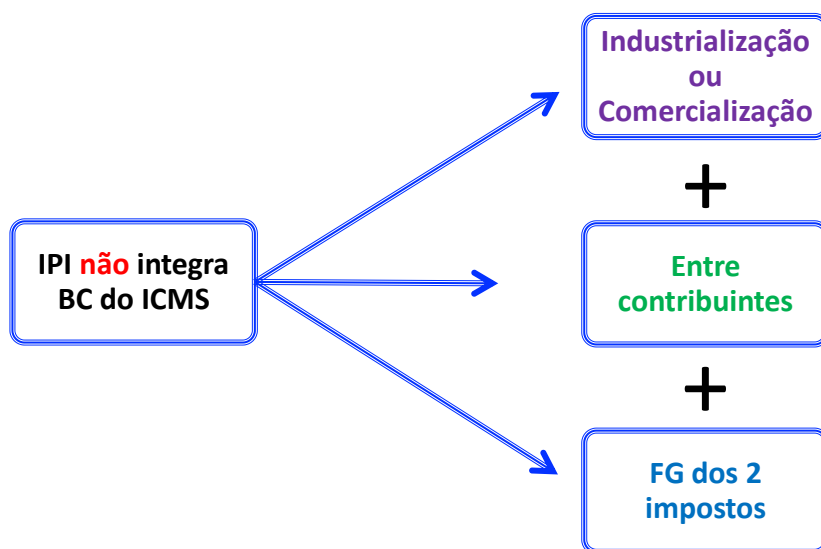 IPI não integra
BC do ICMS
Industrialização
ou
Comercialização
+
Entre
contribuintes
+
FG dos 2
impostos